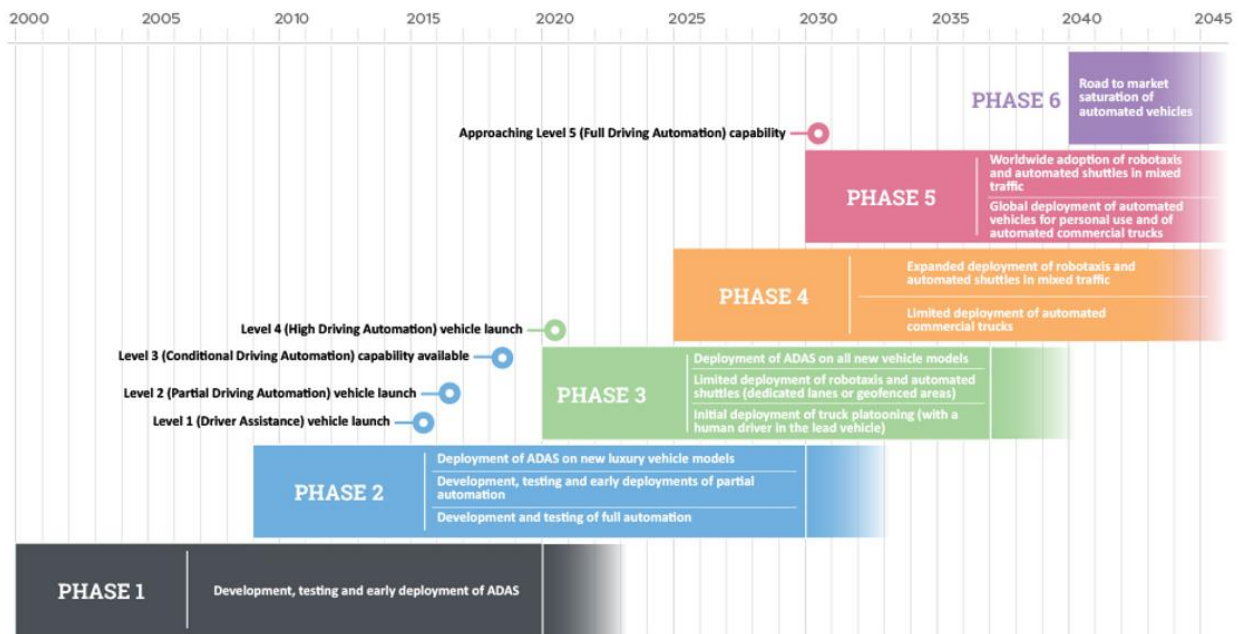 2000 2005 2010 2015 2020 2025 2030 2035 2040 2045
PHASE 6
Road to market
saturation of
automated vehicles
Approaching Level 5 (Full Driving Automation) capability
PHASE 5
Worldwide adoption of robotaxis
and automated shuttles in mixed
traffic
Global deployment of automated
vehicles for personal use and of
automated commercial trucks
PHASE 4
Expanded deployment of robotaxis and
automated shuttles in mixed traffic
Limited deployment of automated
commercial trucks
Level 4 (High Driving Automation) vehicle launch
Level 3 (Conditional Driving Automation) capability available
Level 2 (Partial Driving Automation) vehicle launch
Level 1 (Driver Assistance) vehicle launch
PHASE 3
Deployment of ADAS on all new vehicle models
Limited deployment of robotaxis and automated
shuttles (dedicated lanes or geofenced areas)
Initial deployment of truck platooning (with a
human driver in the lead vehicle)
PHASE 2
Deployment of ADAS on new luxury vehicle models
Development, testing and early deployments of partial
automation
Development and testing of full automation
PHASE 1
Development, testing and early deployment of ADAS